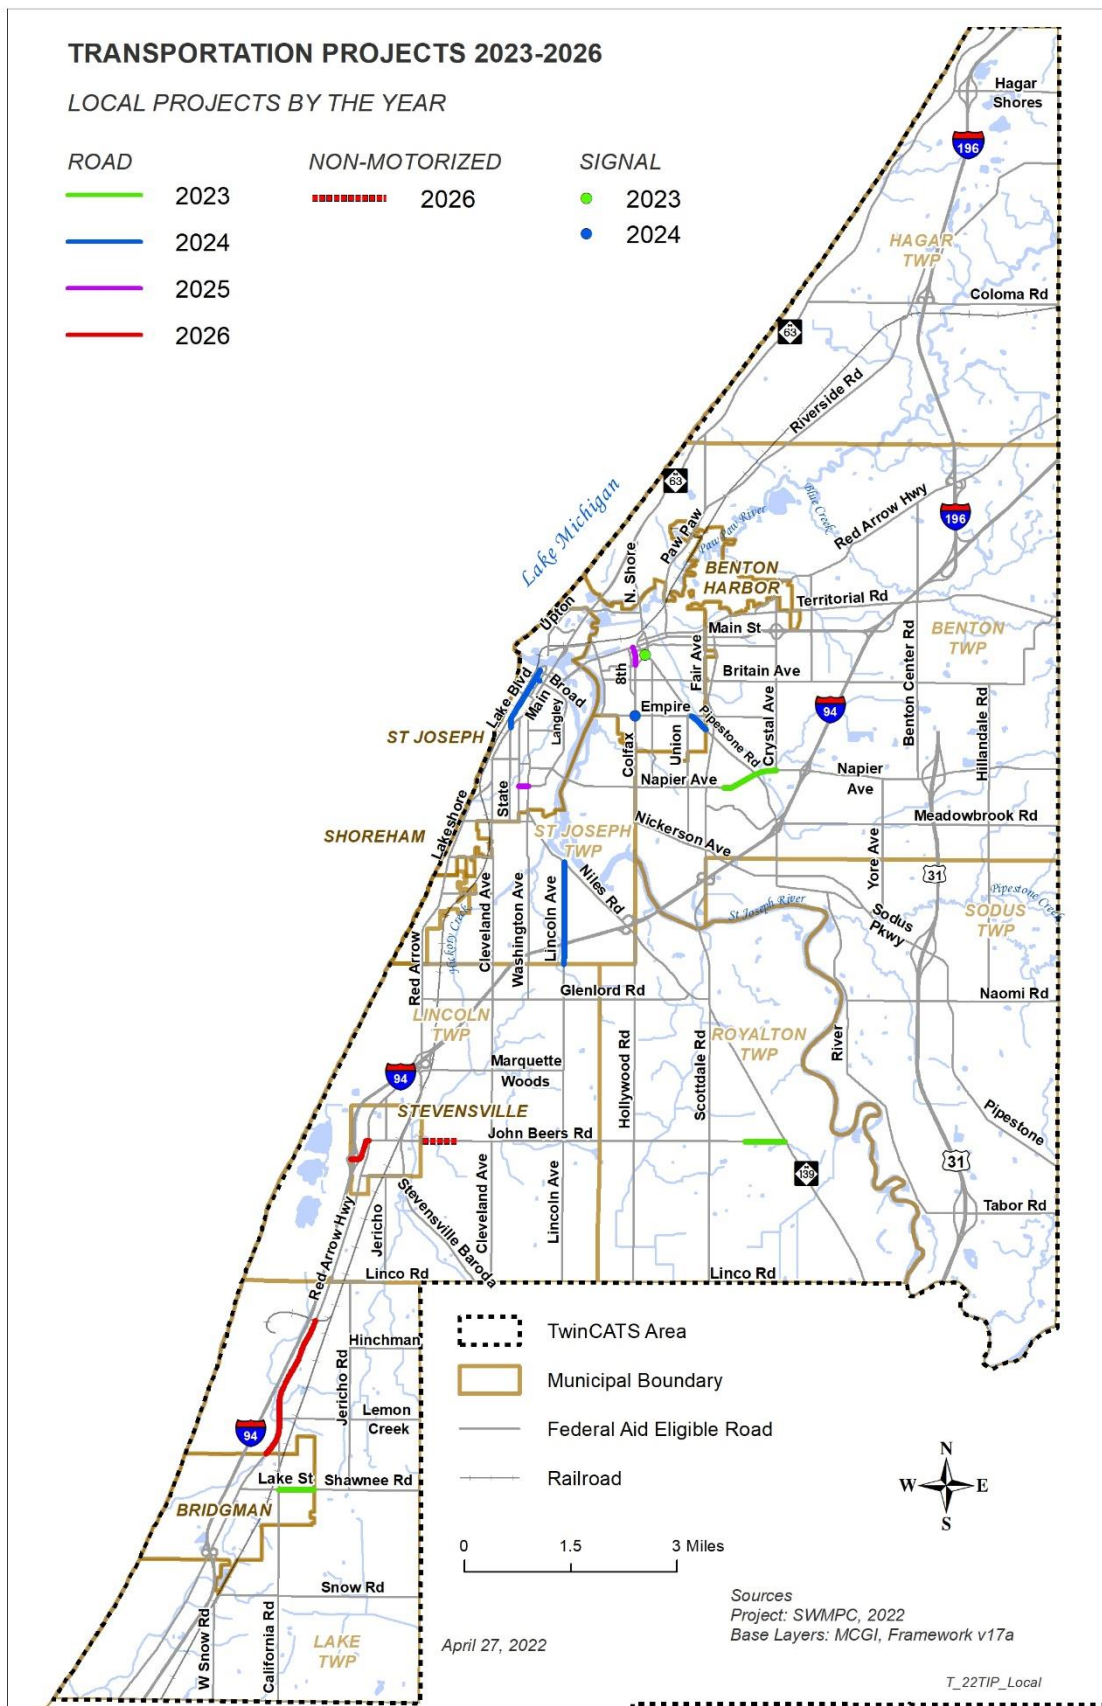 TRANSPORTATION PROJECTS 2023-2026
LOCAL PROJECTS BY THE YEAR
ROAD
2023
2024
2025
2026
NON-MOTORIZED
2026
SIGNAL
2023
2024
Hagar
Shores
196
HAGAR
TWP
Coloma Rd
63
Riverside Rd
63
Lake Michigan
Paw Paw
Paw Paw River
Blue Creek
Red Arrow Hwy
196
N. Shore
BENTON
HARBOR
Upton
Territorial Rd
Main St
BENTON
TWP
Benton Center Rd
Fair Ave
8th
Britain Ave
Lake Blvd
Broad
Main
Langley
Empire
Pipestone Rd
Crystal Ave
94
Hillandale Rd
ST JOSEPH
Colfax
Union
Napier Ave
Napier
Ave
State
Lakeshore
SHOREHAM
ST JOSEPH
TWP
Nickerson Ave
Meadowbrook Rd
Yore Ave
31
Niles Rd
Cleveland Ave
Washington Ave
Lincoln Ave
Hickory Creek
St Joseph River
Sodus
Pkwy
Pipestone Creek
SODUS
TWP
Red Arrow
Glenlord Rd
Naomi Rd
LINCOLN
TWP
ROYALTON
TWP
River
94
Marquette
Woods
Hollywood Rd
Scottdale Rd
STEVENSVILLE
John Beers Rd
Pipestone
31
M
139
Tabor Rd
Red Arrow Hwy
Jericho
Stevensville Baroda
Cleveland Ave
Lincoln Ave
Linco Rd
Linco Rd
Hinchman
Jericho Rd
Lemon
Creek
94
Lake St
Shawnee Rd
BRIDGMAN
Snow Rd
W Snow Rd
California Rd
LAKE
TWP
TwinCATS Area
Municipal Boundary
Federal Aid Eligible Road
Railroad
N
W
E
S
0
1.5
3 Miles
April 27, 2022
Sources
Project: SWMPC, 2022
Base Layers: MCGI, Framework v17a
T_22TIP_Local